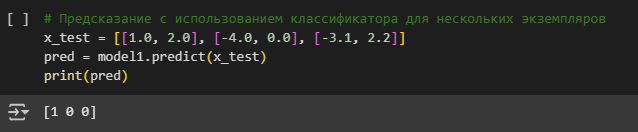 [ ] # Предсказание с использованием классификатора для нескольких экземпляров
x_test = [[1.0, 2.0], [-4.0, 0.0], [-3.1, 2.2]]
pred = model1.predict(x_test)
print(pred)
[1 0 0]